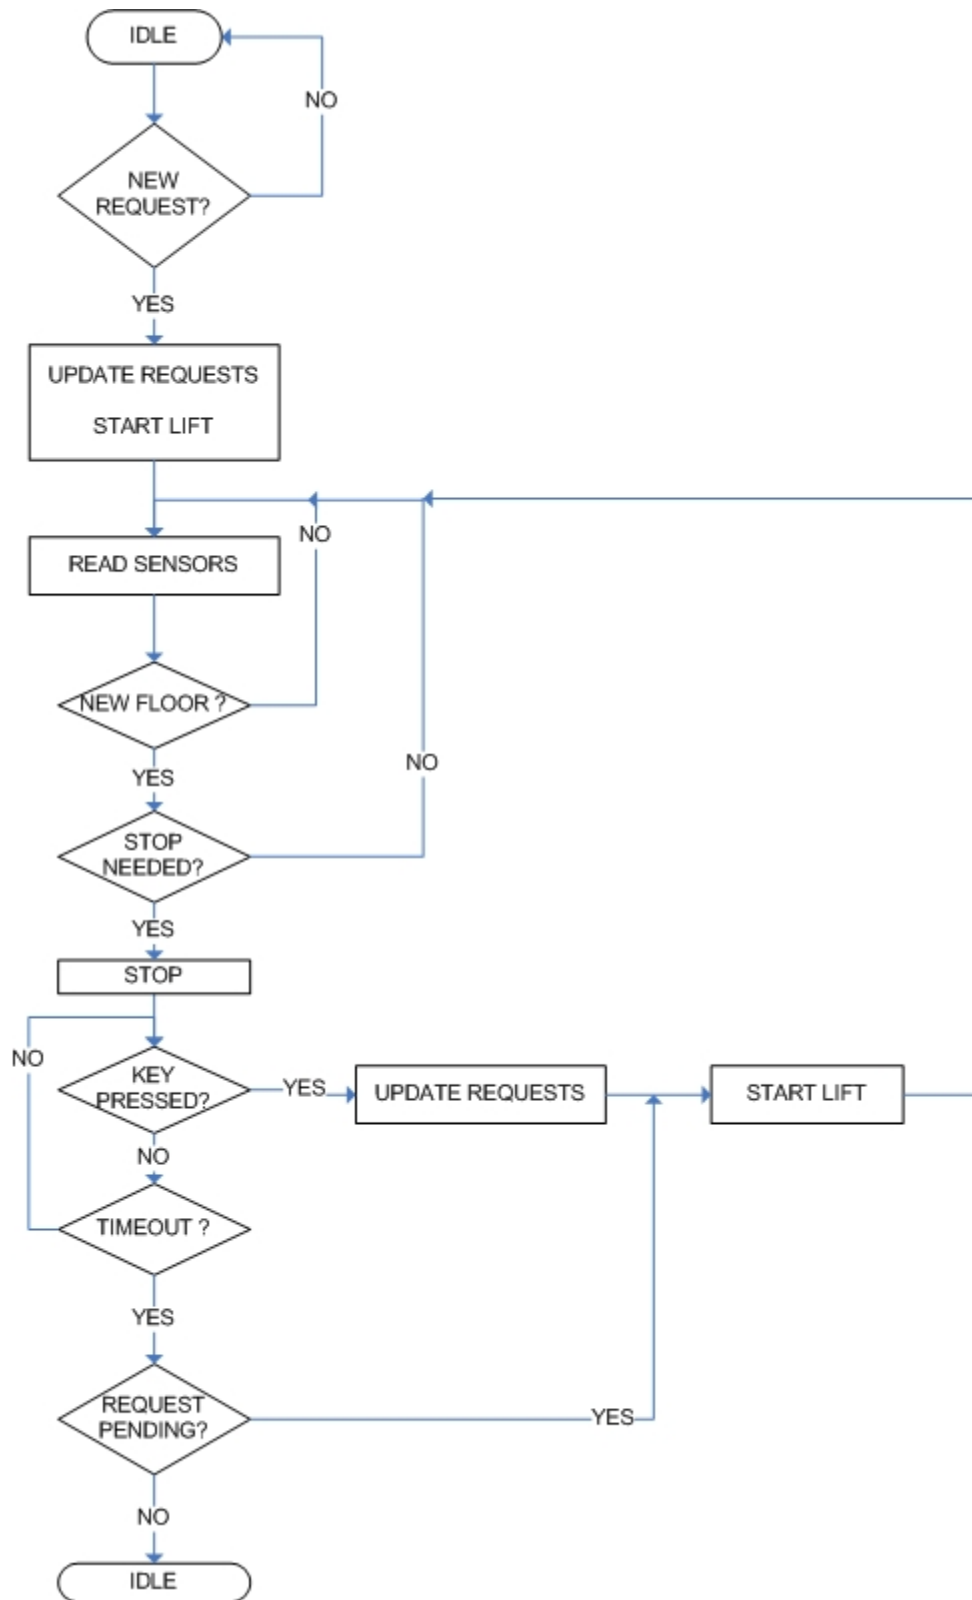 IDLE
NO
NEW
REQUEST?
YES
UPDATE REQUESTS
START LIFT
NO
READ SENSORS
NEW FLOOR ?
NO
YES
STOP
NEEDED?
YES
STOP
NO
KEY
PRESSED?
YES
UPDATE REQUESTS
START LIFT
NO
TIMEOUT ?
YES
REQUEST
PENDING?
YES
NO
IDLE